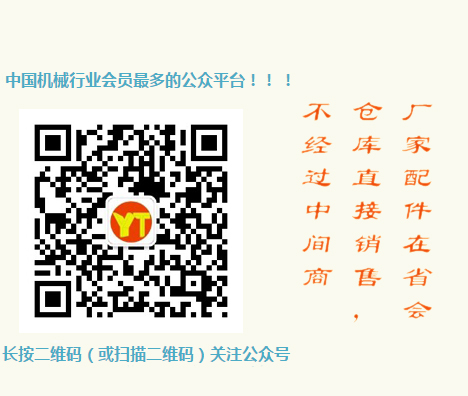 中国机械行业会员最多的公众平台！！！
YT
厂家配件在省会
仓库直接销售，
不经过中间商
长按二维码（或扫描二维码）关注公众号